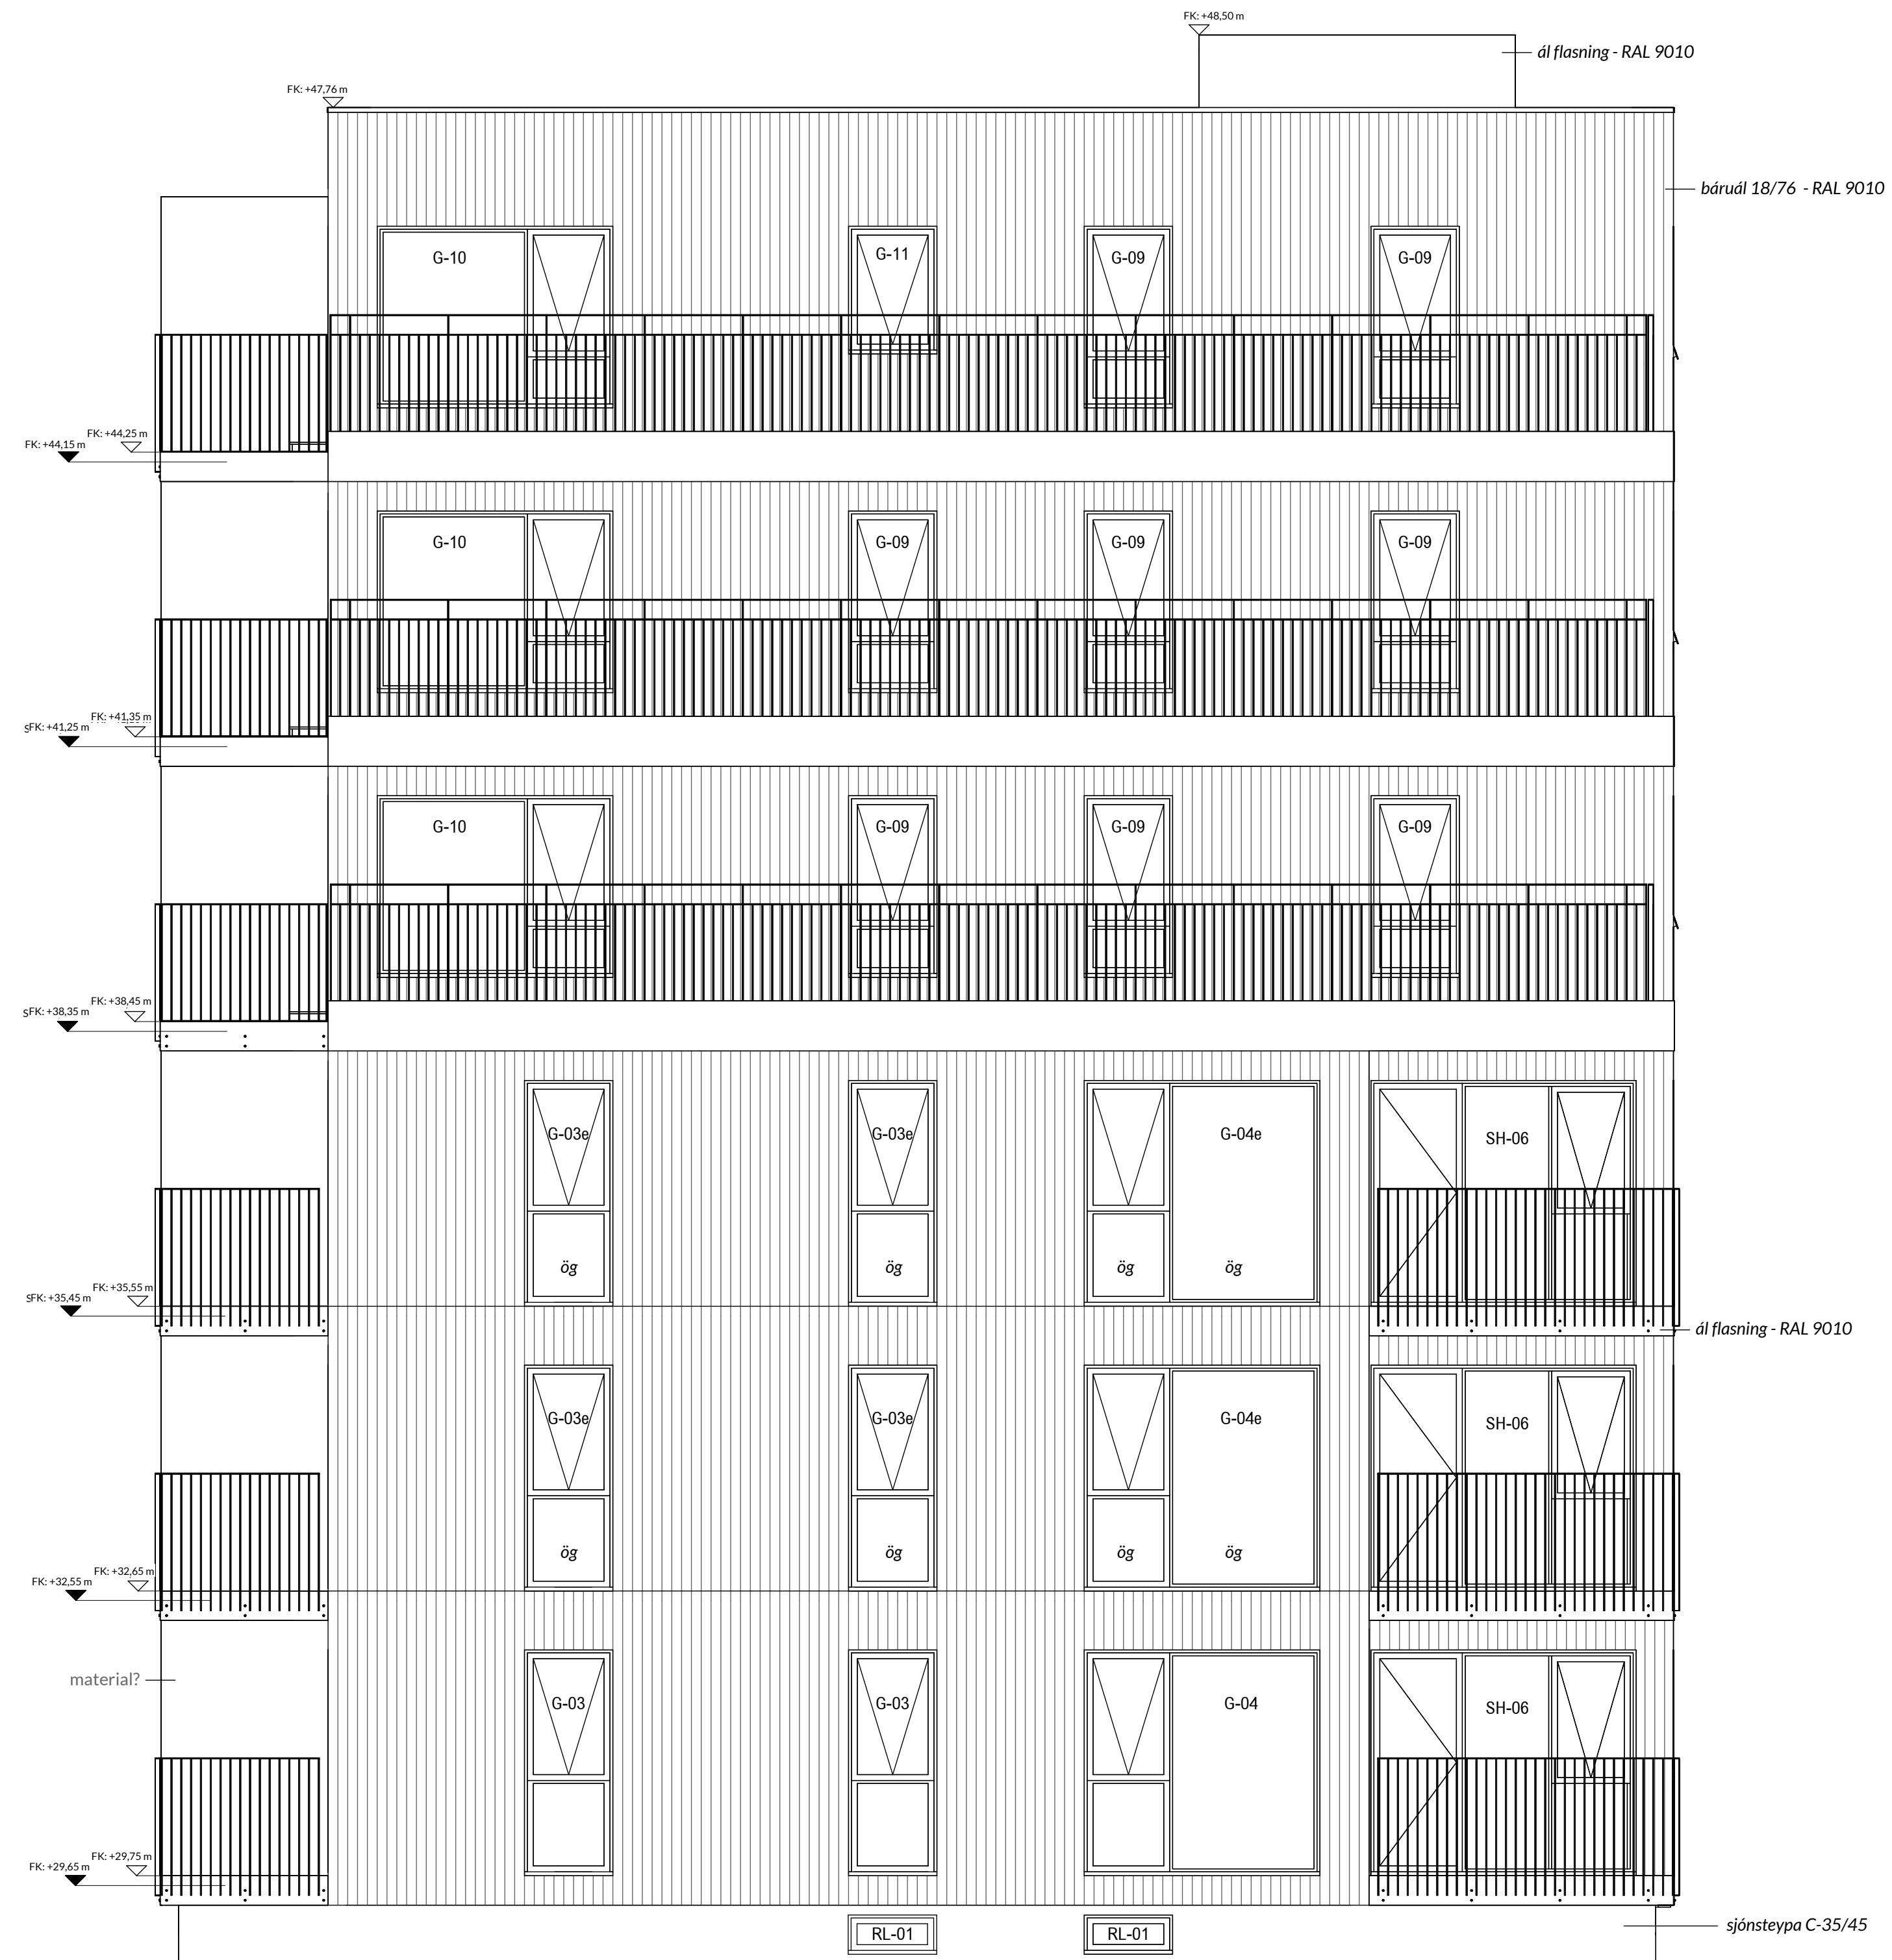 FK: +48,50 m
ál flasning - RAL 9010
FK: +47,76 m
báruál 18/76 - RAL 9010
G-10
G-11
G-09
G-09
FK: +44,25 m
FK: +44,15 m
G-10
G-09
G-09
G-09
FK: +41,35 m
SFK: +41,25 m
G-10
G-09
G-09
G-09
FK: +38,45 m
SFK: +38,35 m
G-03e
G-03e
G-04e
SH-06
ög
ög
ög
ög
FK: +35,55 m
SFK: +35,45 m
ál flasning - RAL 9010
G-03e
G-03e
G-04e
SH-06
ög
ög
ög
ög
FK: +32,65 m
FK: +32,55 m
material?
G-03
G-03
G-04
SH-06
FK: +29,75 m
FK: +29,65 m
RL-01
RL-01
sjónsteypa C-35/45